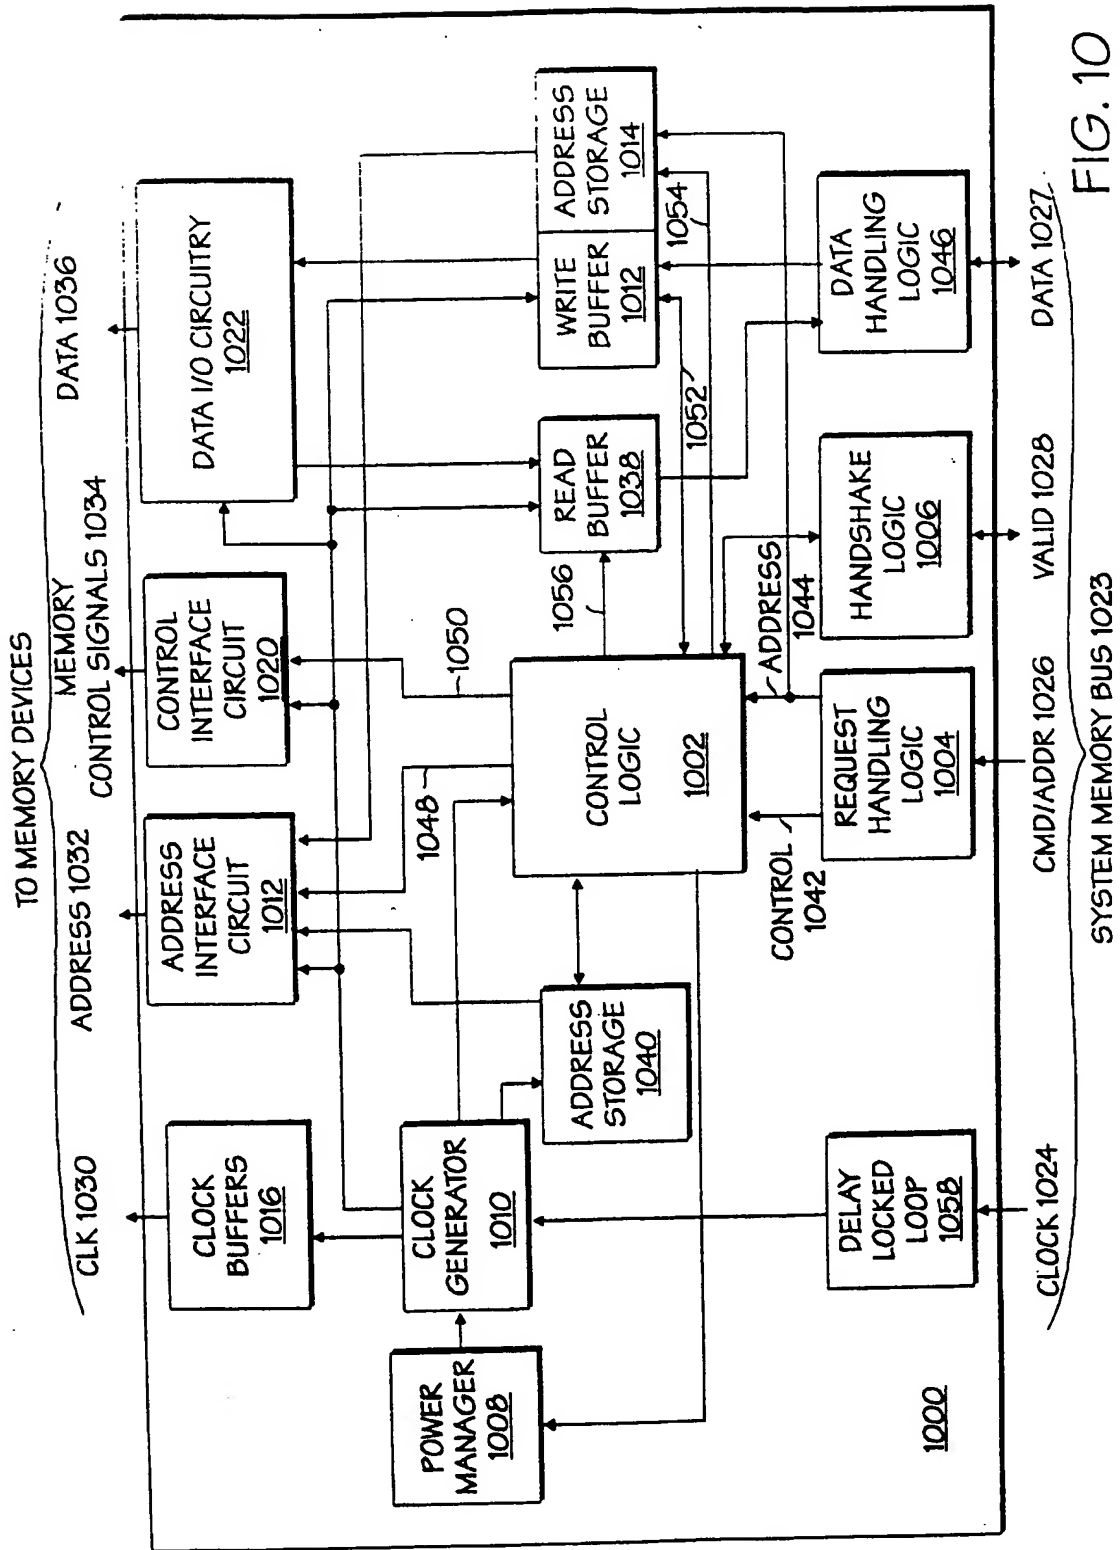 TO MEMORY DEVICES
CLK 1030
ADDRESS 1032
MEMORY
CONTROL SIGNALS 1034
DATA 1036
CLOCK
BUFFERS
1016
ADDRESS
INTERFACE
CIRCUIT
1012
CONTROL
INTERFACE
CIRCUIT
1020
DATA I/O CIRCUITRY
1022
POWER
MANAGER
1008
CLOCK
GENERATOR
1010
1048
1050
ADDRESS
STORAGE
1040
CONTROL
LOGIC
1002
1056
READ
BUFFER
1038
WRITE
BUFFER
1012
ADDRESS
STORAGE
1014
1052
1054
CONTROL
1042
ADDRESS
1044
DELAY
LOCKED
LOOP
1058
REQUEST
HANDLING
LOGIC
1004
HANDSHAKE
LOGIC
1006
DATA
HANDLING
LOGIC
1046
1000
CLOCK 1024
CMD/ADDR 1026
VALID 1028
DATA 1027
SYSTEM MEMORY BUS 1023
FIG. 10